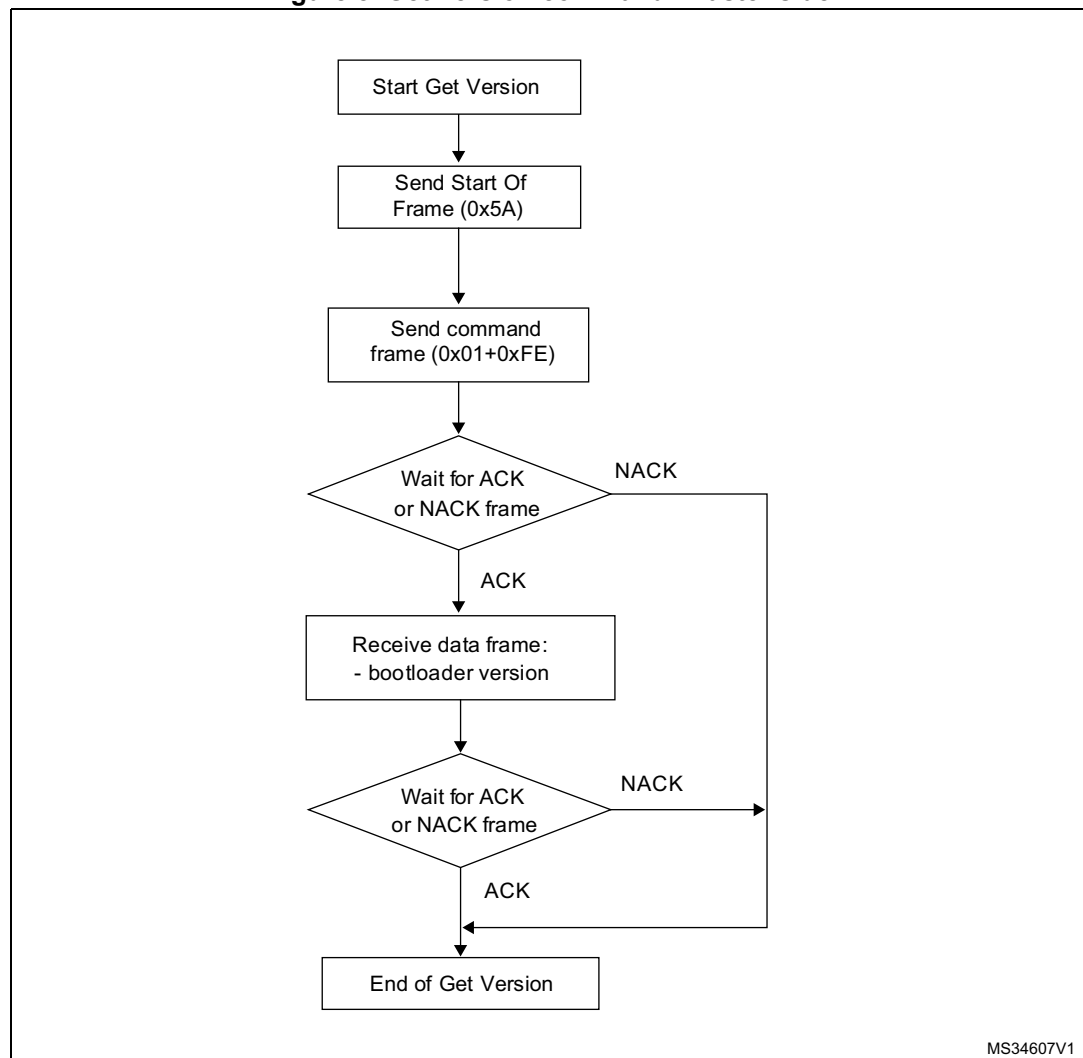 Start Get Version
Send Start Of
Frame (0x5A)
Send command
frame (0x01+0xFE)
Wait for ACK
or NACK frame
NACK
ACK
Receive data frame:
- bootloader version
Wait for ACK
or NACK frame
NACK
ACK
End of Get Version
MS34607V1